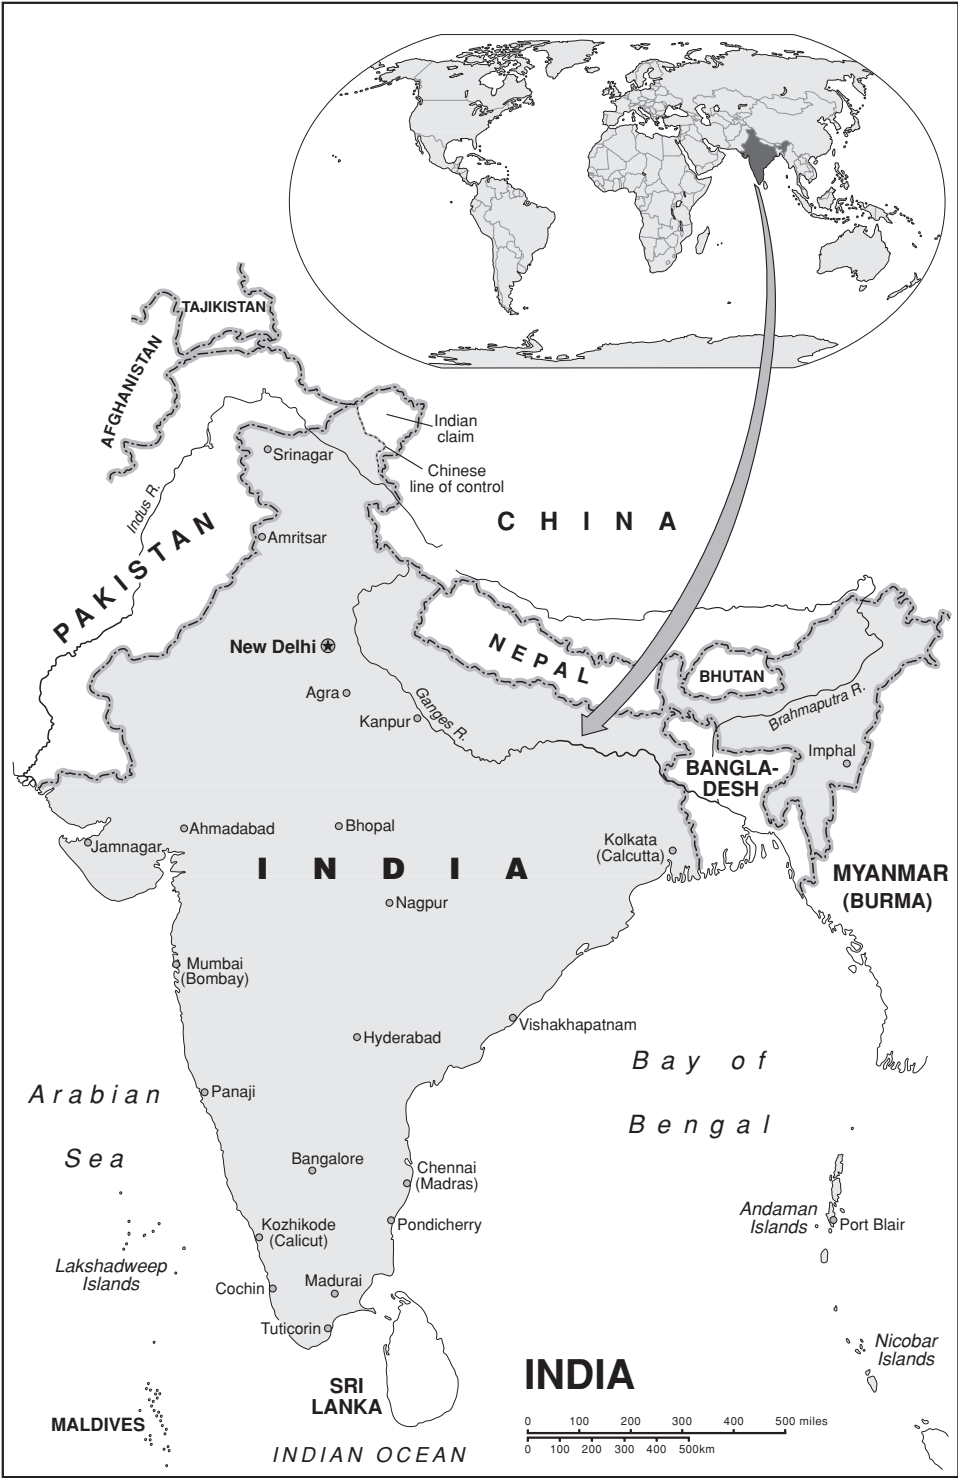 TAJIKISTAN
AFGHANISTAN
Indian
claim
Srinagar
Chinese
line of control
Indus R.
CHINA
PAKISTAN
Amritsar
New Delhi
NEPAL
BHUTAN
Agra
Ganges R.
Brahmaputra R.
Kanpur
Imphal
BANGLA-
DESH
Ahmadabad
Bhopal
Jamnagar
Kolkata
(Calcutta)
INDIA
MYANMAR
(BURMA)
Nagpur
Mumbai
(Bombay)
Vishakhapatnam
Hyderabad
Bay of
Bengal
Arabian
Sea
Panaji
Bangalore
Chennai
(Madras)
Andaman
Islands
Port Blair
Kozhikode
(Calicut)
Pondicherry
Lakshadweep
Islands
Cochin
Madurai
Tuticorin
Nicobar
Islands
SRI
LANKA
INDIA
MALDIVES
0 100 200 300 400 500 miles
0 100 200 300 400 500km
INDIAN OCEAN